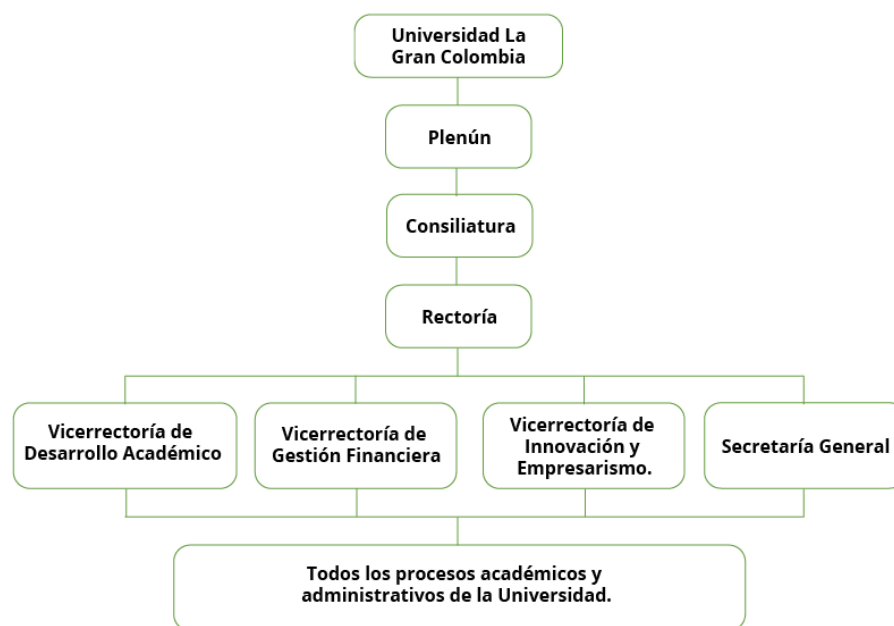 Universidad La
Gran Colombia
Plenún
Consiliatura
Rectoría
Vicerrectoría de
Desarrollo Académico
Vicerrectoría de
Gestión Financiera
Vicerrectoría de
Innovación y
Empresarismo.
Secretaría General
Todos los procesos académicos y
administrativos de la Universidad.